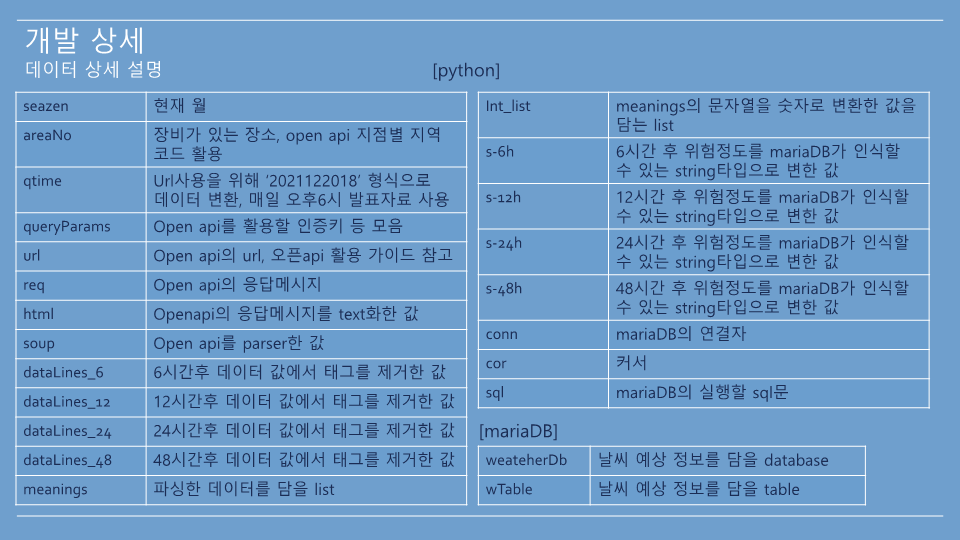 개발 상세
데이터 상세 설명
[python]
seazen 현재 월
areaNo 장비가 있는 장소, open api 지점별 지역
코드 활용
qtime Url사용을 위해 ‘2021122018’ 형식으로
데이터 변환, 매일 오후6시 발표자료 사용
queryParams Open api를 활용할 인증키 등 모음
url Open api의 url, 오픈api 활용 가이드 참고
req Open api의 응답메시지
html Openapi의 응답메시지를 text화한 값
soup Open api를 parser한 값
dataLines_6 6시간후 데이터 값에서 태그를 제거한 값
dataLines_12 12시간후 데이터 값에서 태그를 제거한 값
dataLines_24 24시간후 데이터 값에서 태그를 제거한 값
dataLines_48 48시간후 데이터 값에서 태그를 제거한 값
meanings 파싱한 데이터를 담을 list
Int_list meanings의 문자열을 숫자로 변환한 값을
담는 list
s-6h 6시간 후 위험정도를 mariaDB가 인식할
수 있는 string타입으로 변한 값
s-12h 12시간 후 위험정도를 mariaDB가 인식할
수 있는 string타입으로 변한 값
s-24h 24시간 후 위험정도를 mariaDB가 인식할
수 있는 string타입으로 변한 값
s-48h 48시간 후 위험정도를 mariaDB가 인식할
수 있는 string타입으로 변한 값
conn mariaDB의 연결자
cor 커서
sql mariaDB의 실행할 sql문
[mariaDB]
weateherDb 날씨 예상 정보를 담을 database
wTable 날씨 예상 정보를 담을 table